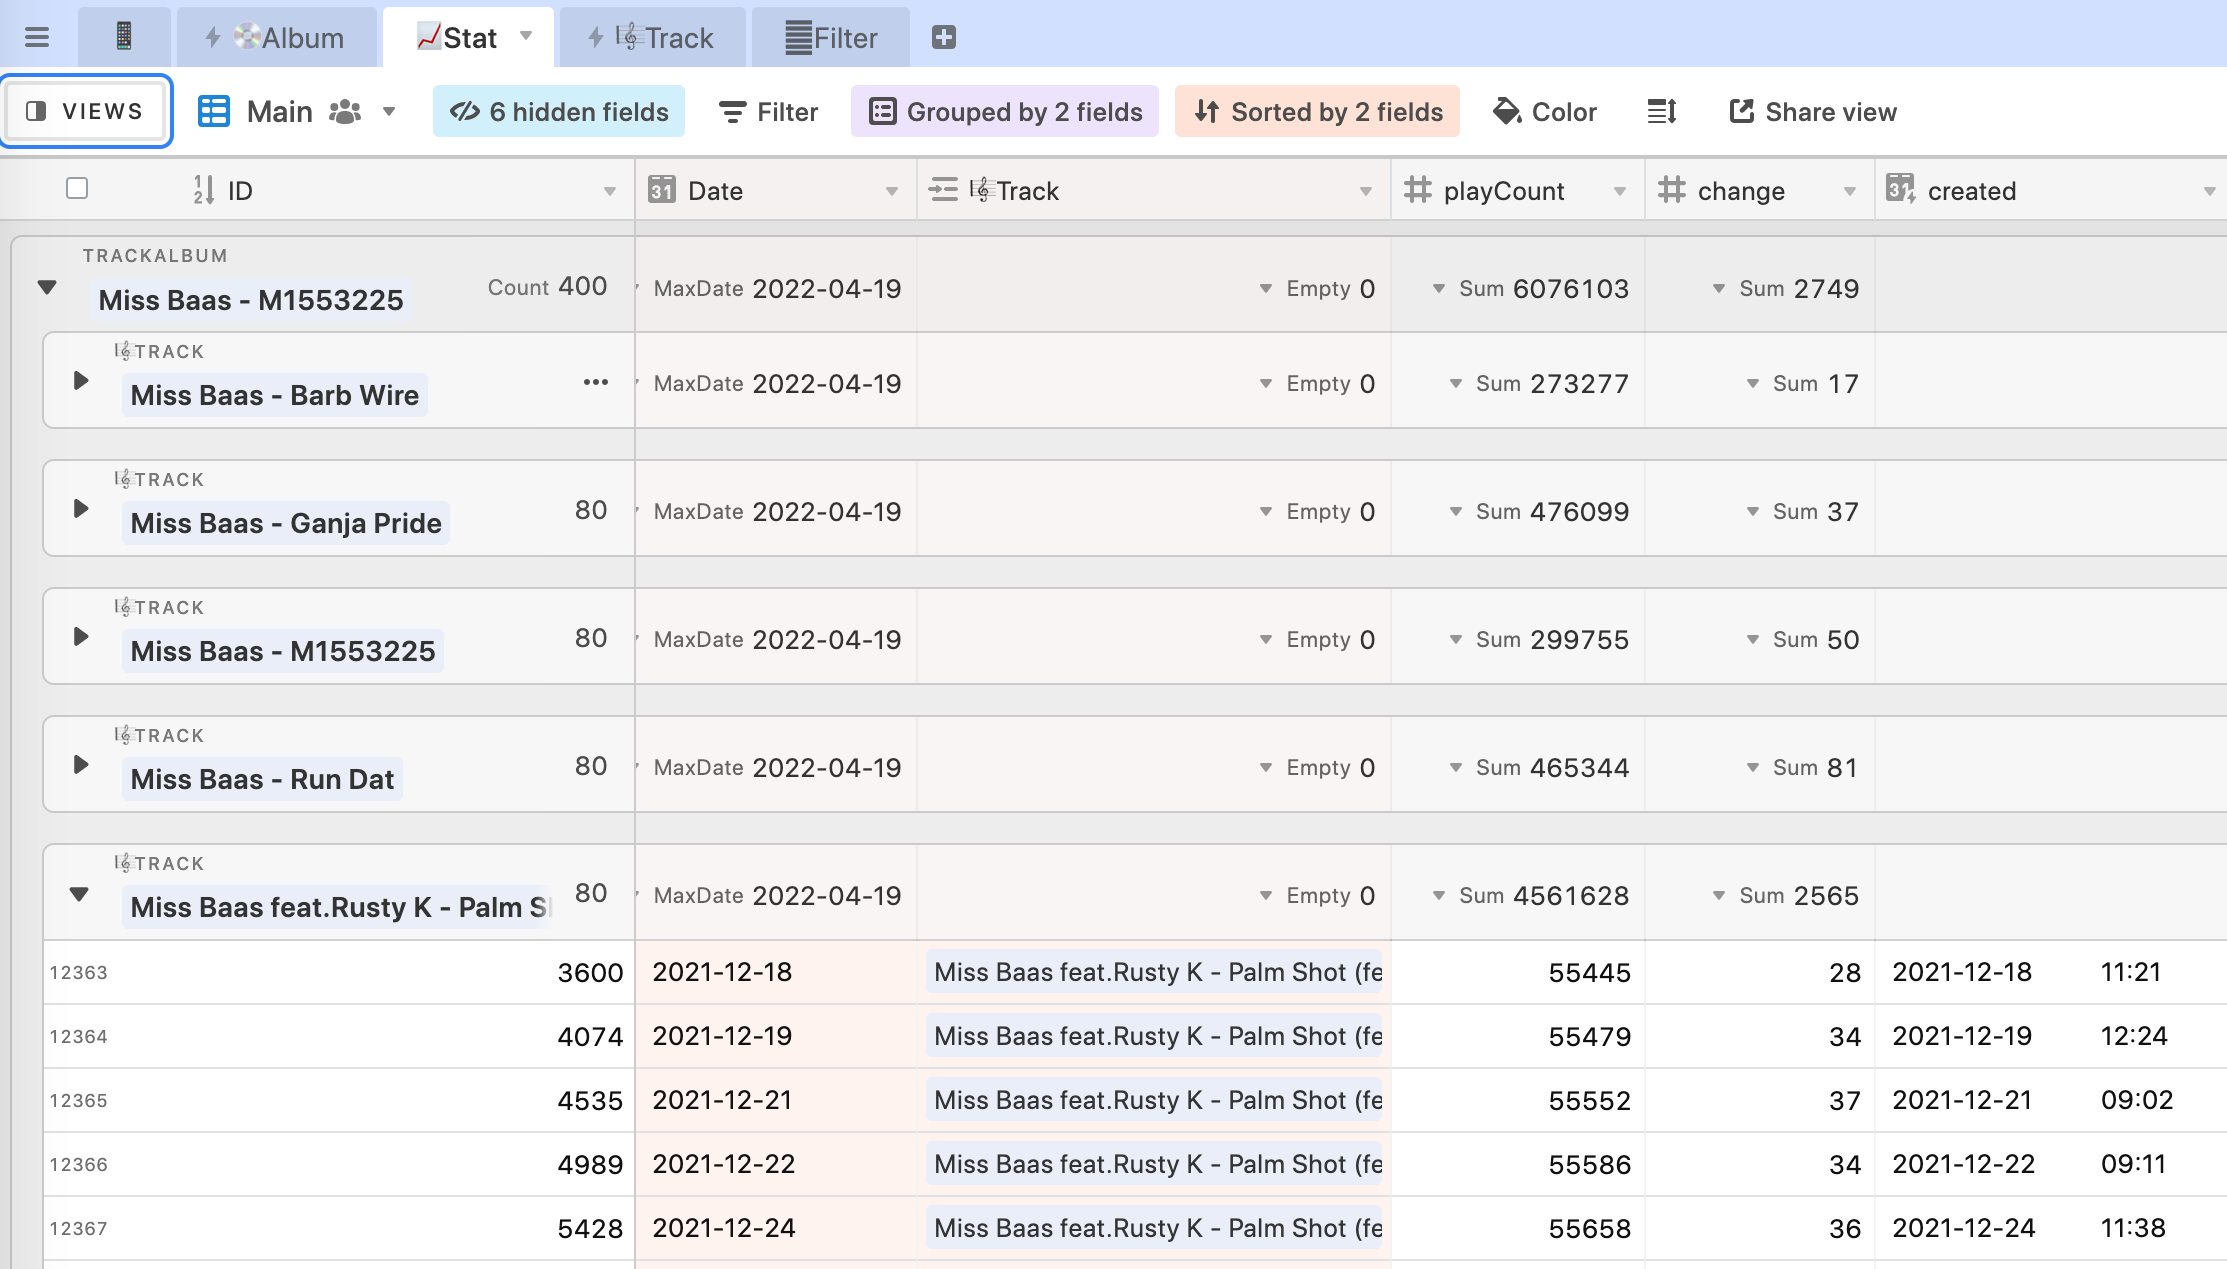 Album
Stat
Track
Filter
VIEWS
Main
6 hidden fields
Filter
Grouped by 2 fields
Sorted by 2 fields
Color
Share view
ID
31 Date
Track
playCount
change
31 created
TRACKALBUM
Miss Baas - M1553225 Count 400 MaxDate 2022-04-19 Empty 0 Sum 6076103 Sum 2749
TRACK
Miss Baas - Barb Wire ••• MaxDate 2022-04-19 Empty 0 Sum 273277 Sum 17
TRACK
Miss Baas - Ganja Pride 80 MaxDate 2022-04-19 Empty 0 Sum 476099 Sum 37
TRACK
Miss Baas - M1553225 80 MaxDate 2022-04-19 Empty 0 Sum 299755 Sum 50
TRACK
Miss Baas - Run Dat 80 MaxDate 2022-04-19 Empty 0 Sum 465344 Sum 81
TRACK
Miss Baas feat.Rusty K - Palm S 80 MaxDate 2022-04-19 Empty 0 Sum 4561628 Sum 2565
12363 3600 2021-12-18 Miss Baas feat.Rusty K - Palm Shot (fe 55445 28 2021-12-18 11:21
12364 4074 2021-12-19 Miss Baas feat.Rusty K - Palm Shot (fe 55479 34 2021-12-19 12:24
12365 4535 2021-12-21 Miss Baas feat.Rusty K - Palm Shot (fe 55552 37 2021-12-21 09:02
12366 4989 2021-12-22 Miss Baas feat.Rusty K - Palm Shot (fe 55586 34 2021-12-22 09:11
12367 5428 2021-12-24 Miss Baas feat.Rusty K - Palm Shot (fe 55658 36 2021-12-24 11:38